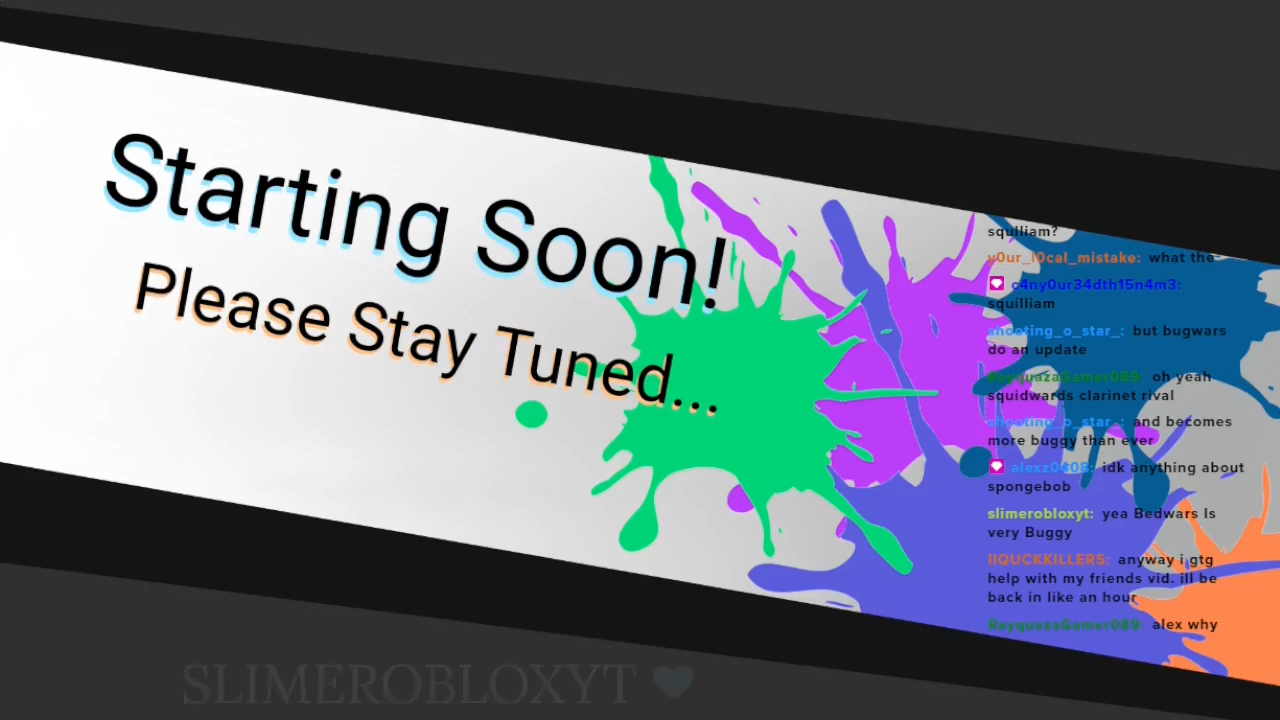 Starting Soon!
Please Stay Tuned...
squlliam?
y0ur_l0cal_mistake: what the
c4ny0ur34dth15n4m3:
squilliam
shooting_o_star_: but bugwars
do an update
RayquazaGamer089: oh yeah
squidwards clarinet rival
shooting_o_star_: and becomes
more buggy than ever
alexz0408: idk anything about
spongebob
slimerobloxyt: yea Bedwars Is
very Buggy
IIQUCKKILLERS: anyway i gtg
help with my friends vid. ill be
back in like an hour
RayquazaGamer089: alex why
SLIMEROBLOXYT